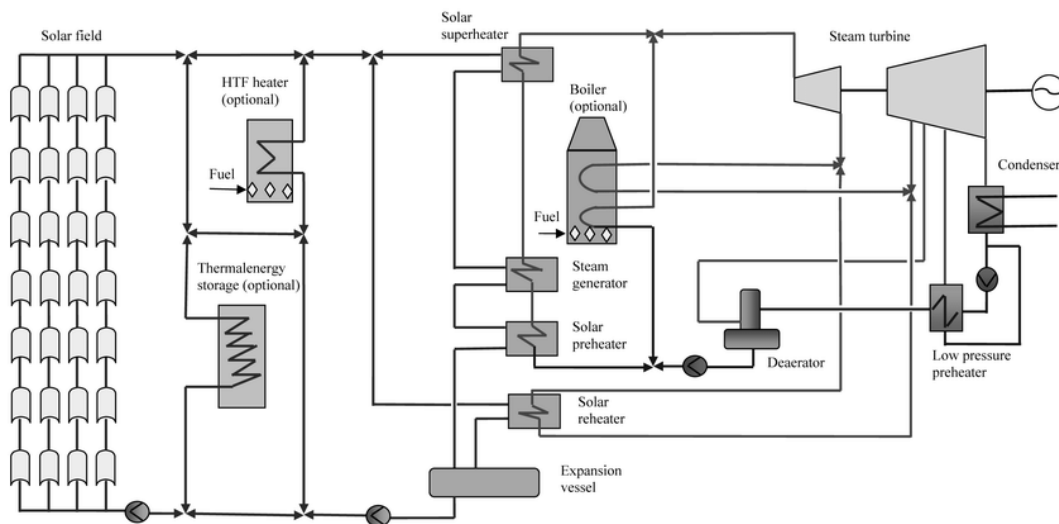 Solar field
Solar
superheater
Steam turbine
HTF heater
(optional)
Boiler
(optional)
Fuel
Condenser
Fuel
Thermalenergy
storage (optional)
Steam
generator
Solar
preheater
Deaerator
Low pressure
preheater
Solar
reheater
Expansion
vessel